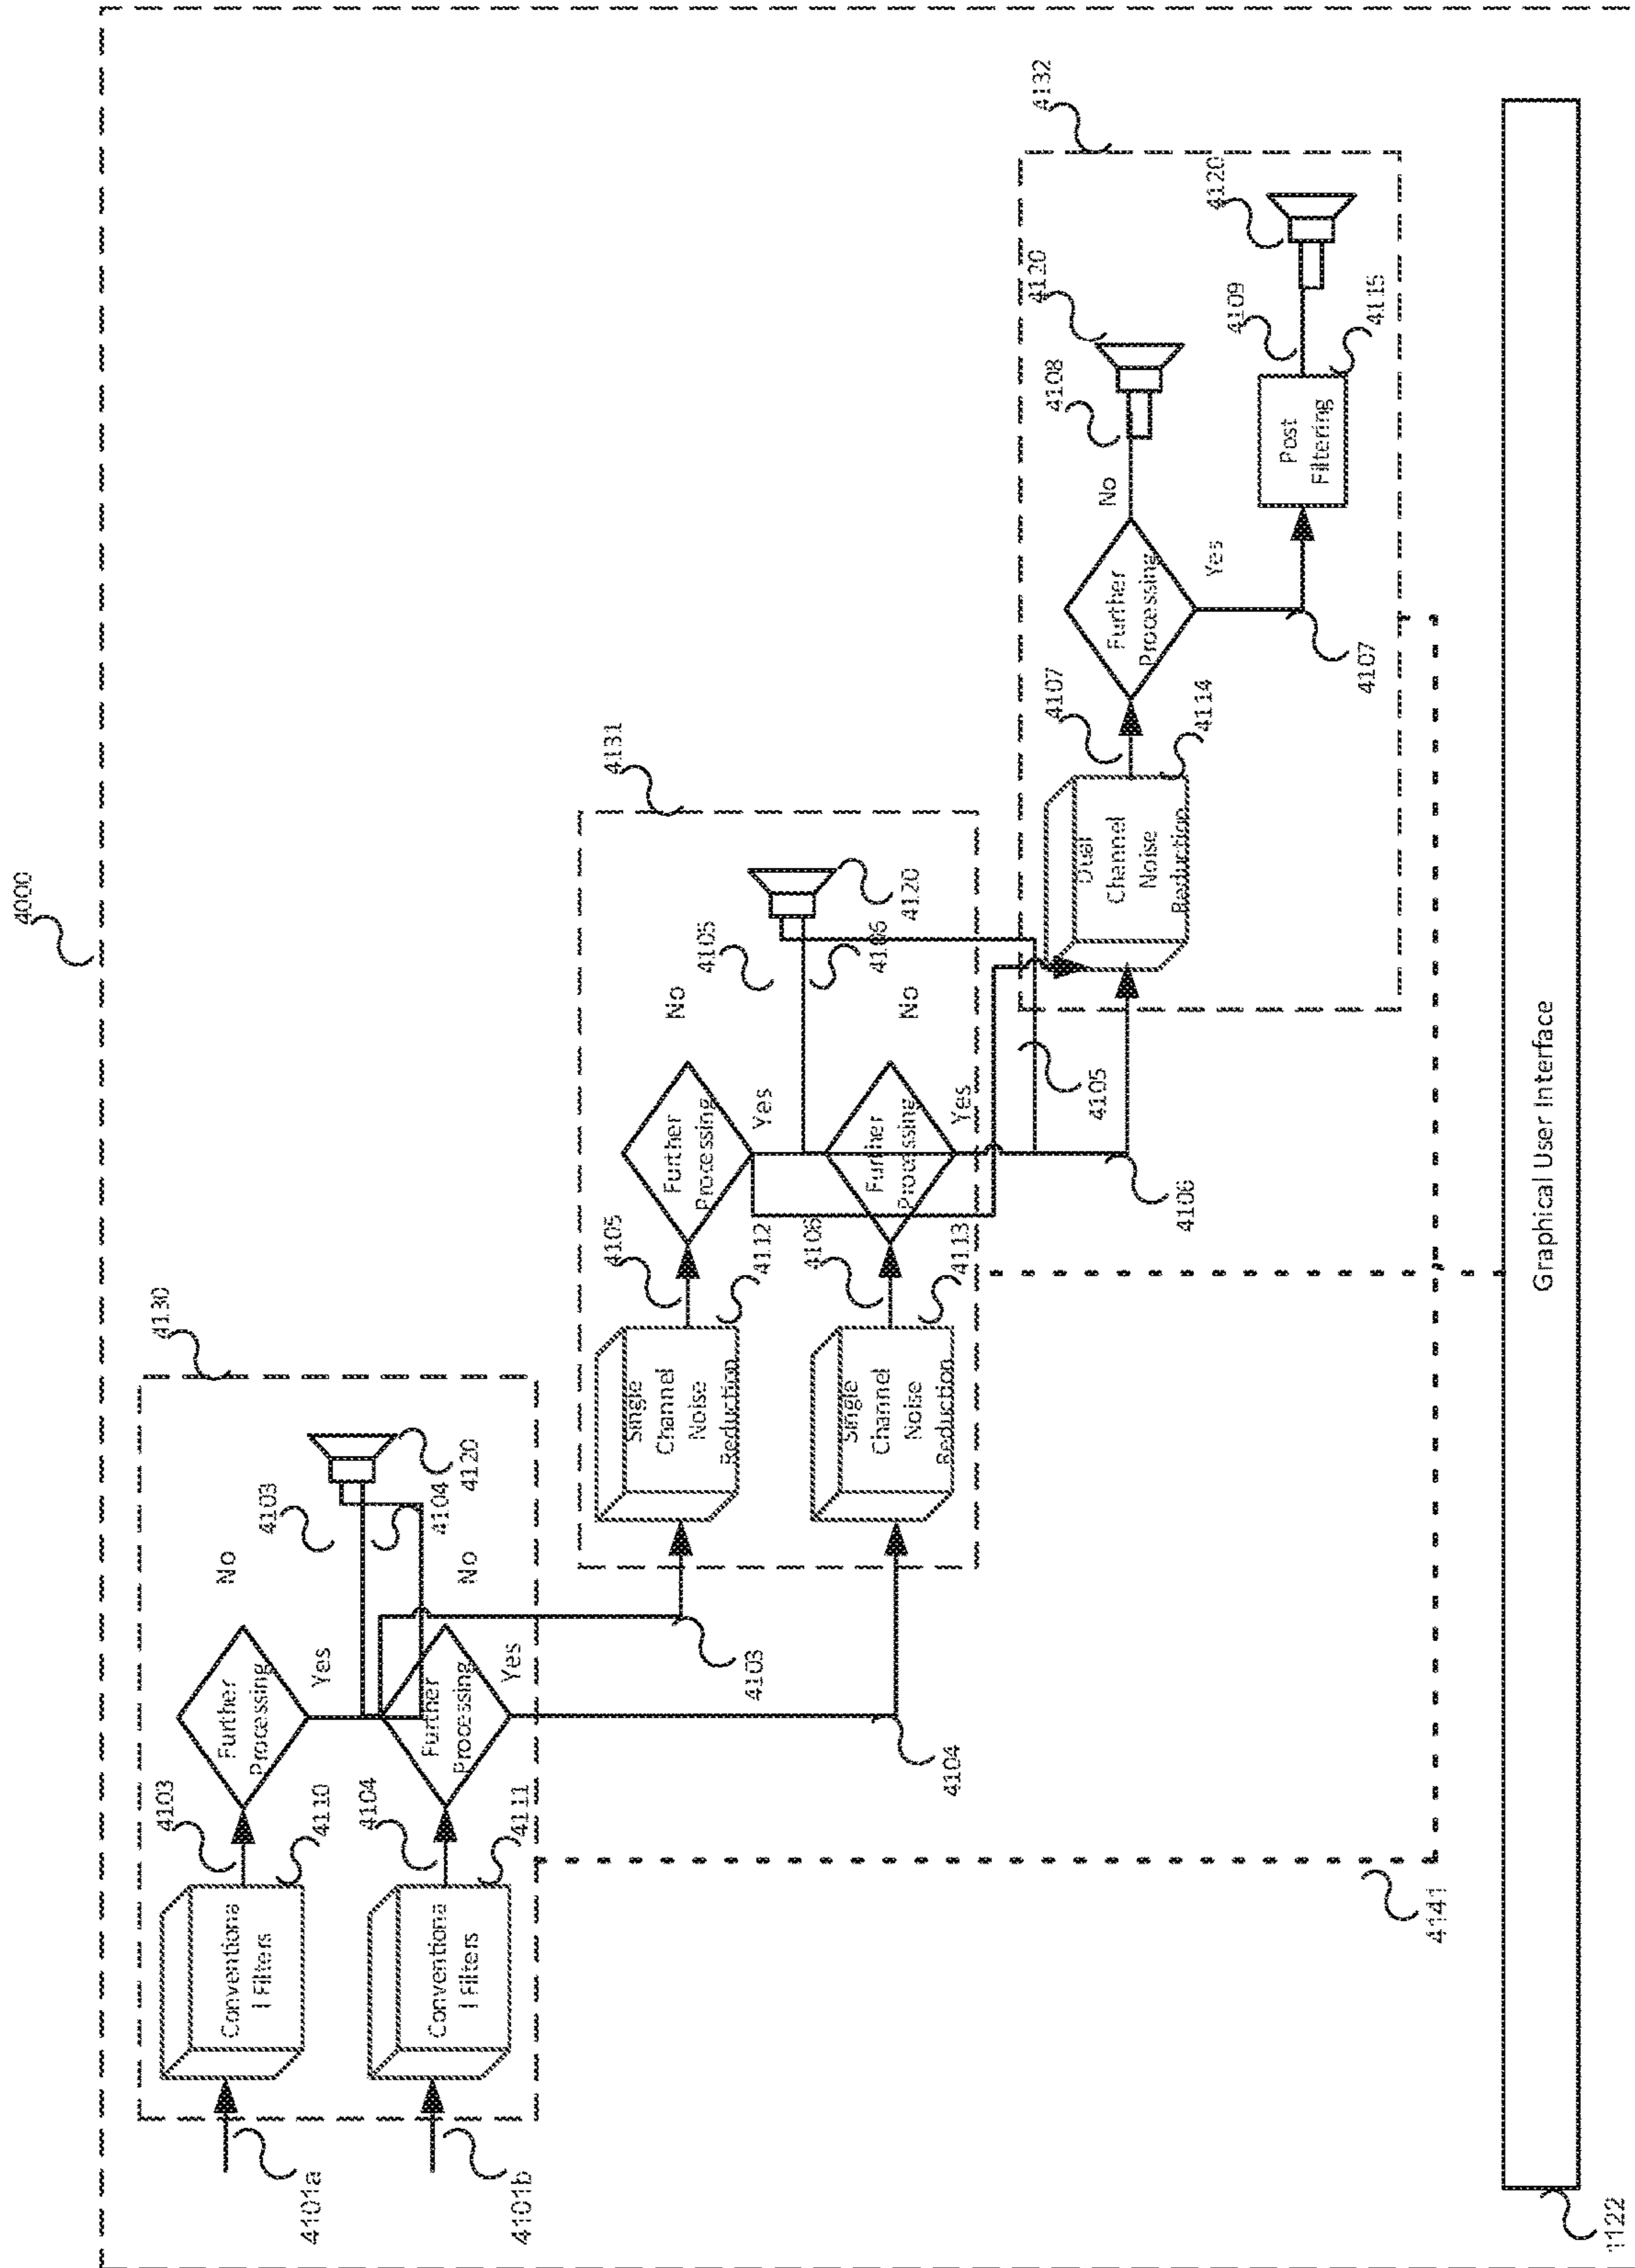 4000
4130
4101a
4101b
Conventiona
l Filters
4103
4110
Further
Processing
No
Yes
4103
4104
4120
Conventiona
l Filters
4104
4111
Further
Processing
No
Yes
4103
4104
4131
Single
Channel
Noise
Reduction
4105
4112
Further
Processing
No
Yes
4105
4106
4120
Single
Channel
Noise
Reduction
4106
4113
Further
Processing
No
Yes
4105
4106
4132
Dual
Channel
Noise
Reduction
4107
4114
Further
Processing
No
Yes
4108
4120
4107
Post
Filtering
4109
4115
4120
4141
Graphical User Interface
1122